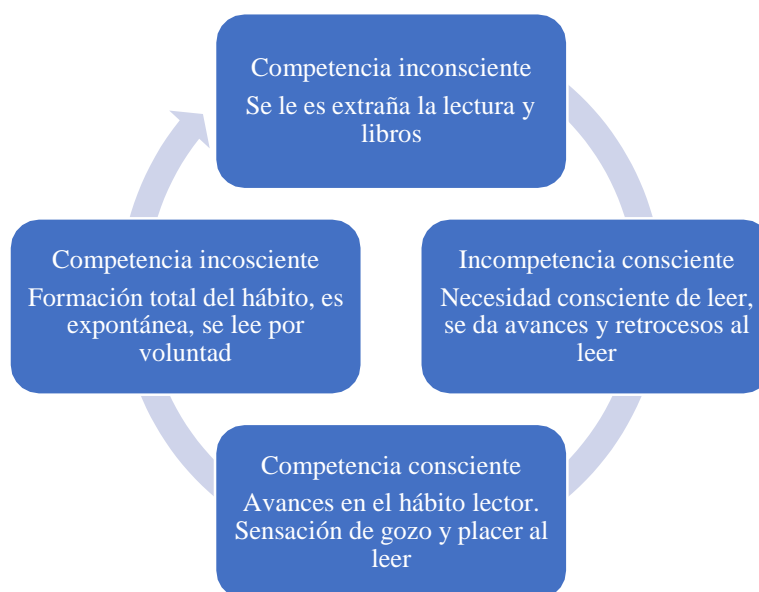 Competencia inconsciente
Se le es extraña la lectura y
libros
Incompetencia consciente
Necesidad consciente de leer,
se da avances y retrocesos al
leer
Competencia consciente
Avances en el hábito lector.
Sensación de gozo y placer al
leer
Competencia incosciente
Formación total del hábito, es
expontánea, se lee por
voluntad